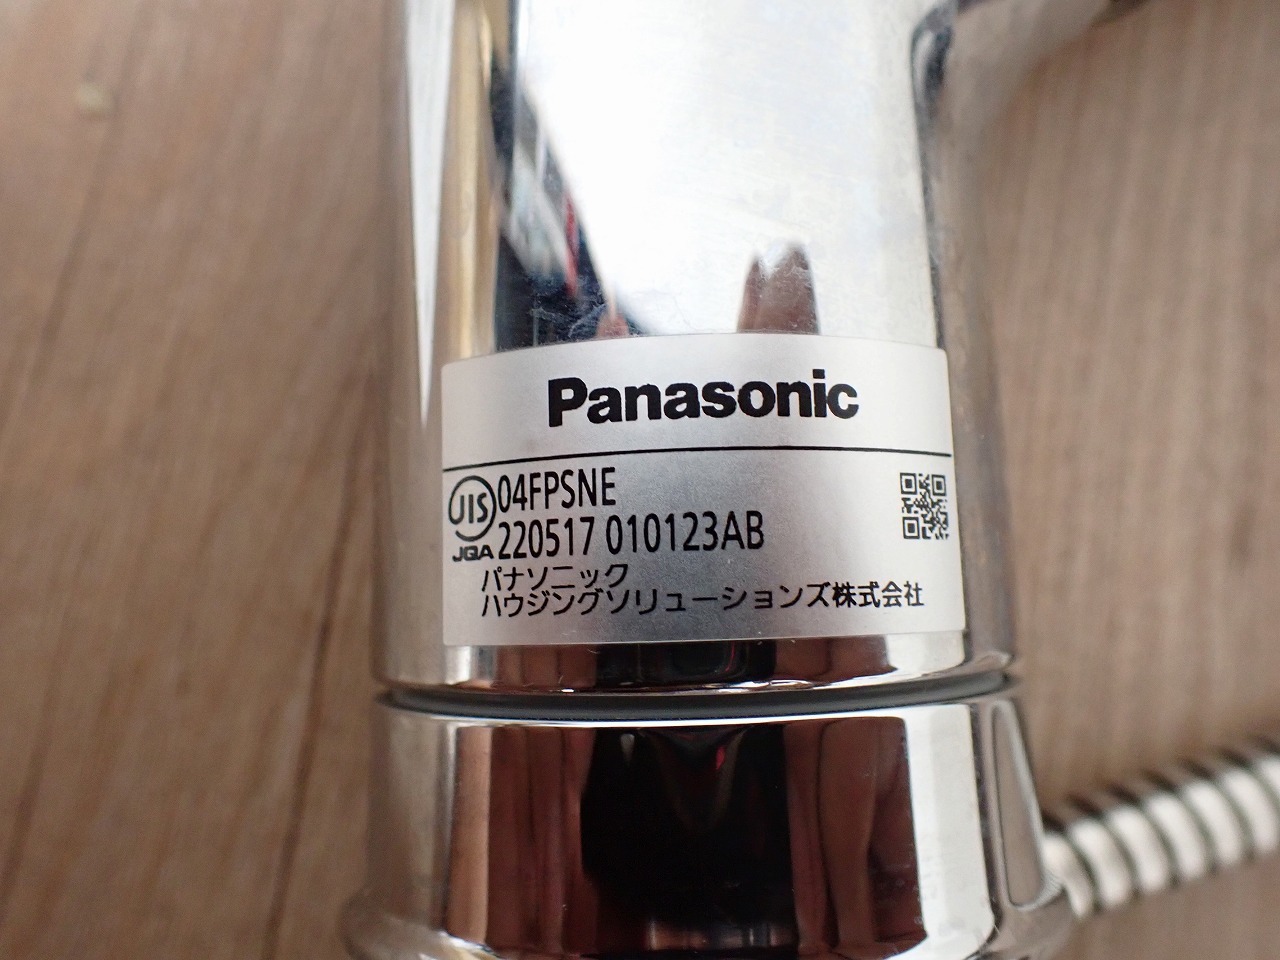 Panasonic
JIS 04FPSNE
JQA 220517 010123AB
パナソニック
ハウジングソリューションズ株式会社